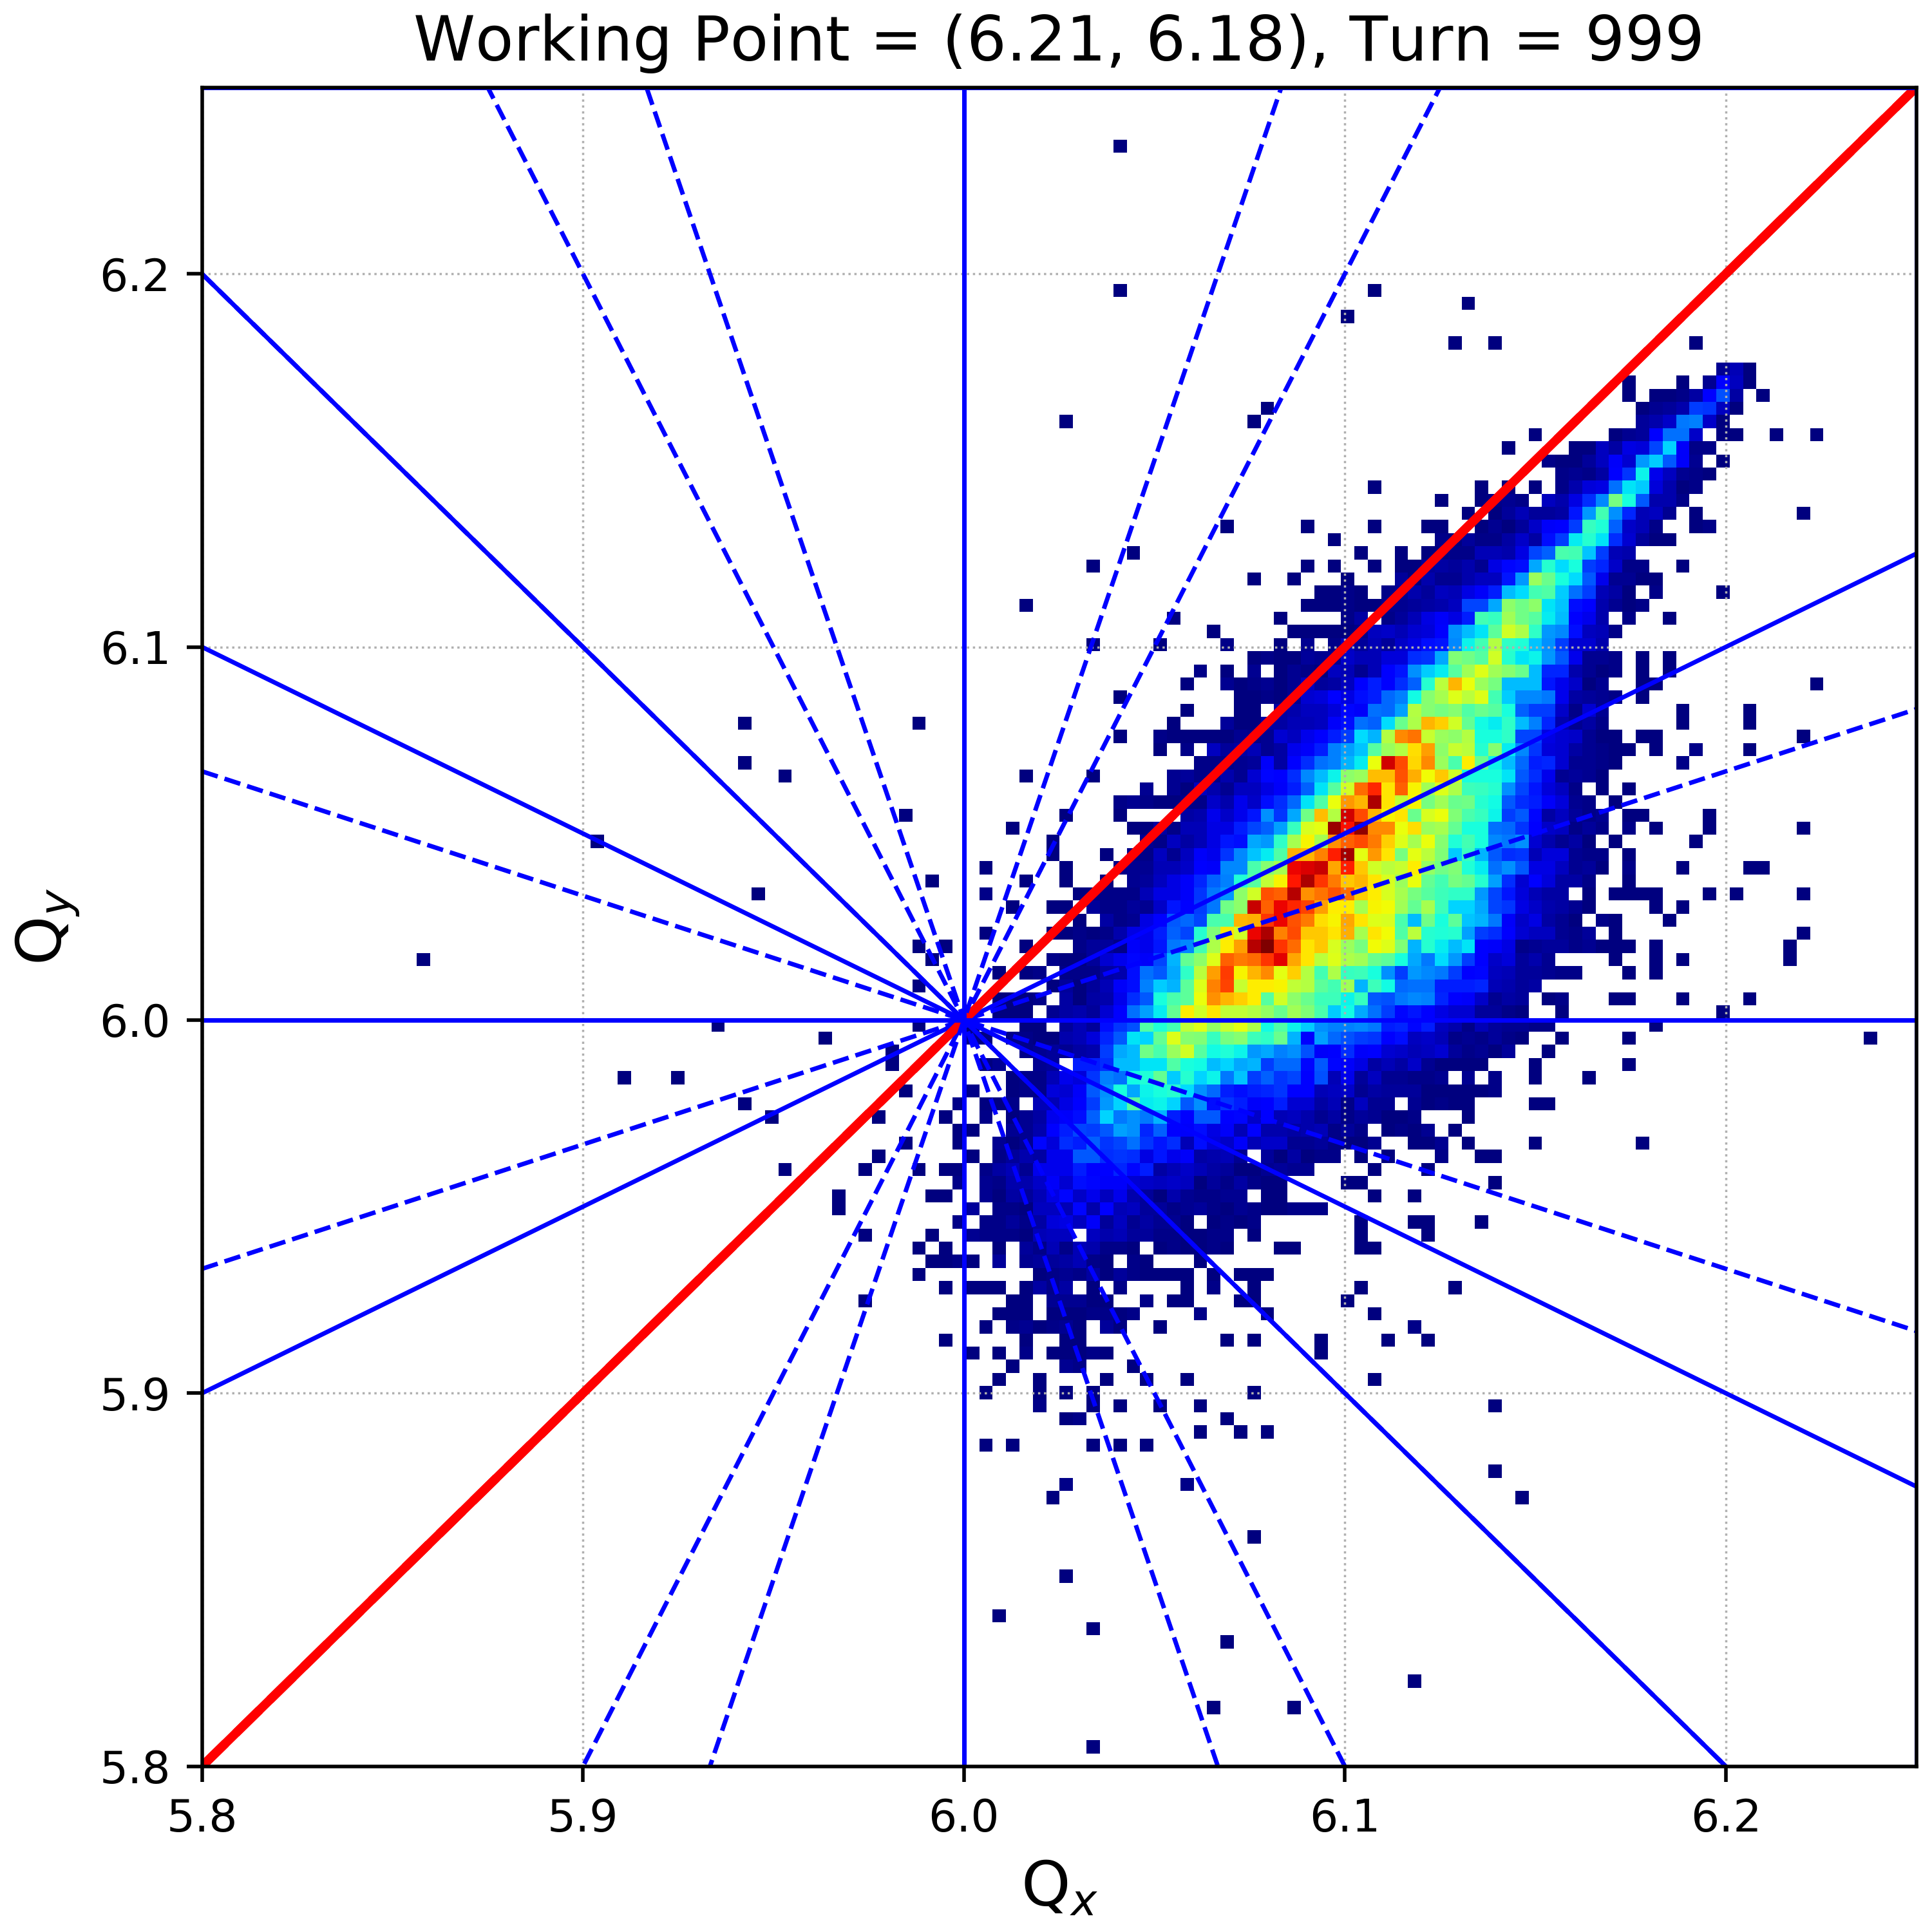 Working Point = (6.21, 6.18), Turn = 999
6.2
6.1
6.0
5.9
5.8
Qy
5.8 5.9 6.0 6.1 6.2
Qx